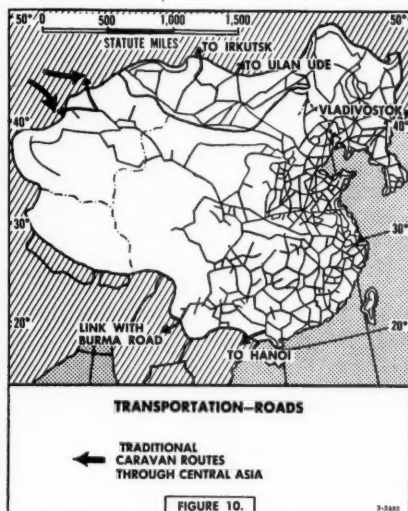 50°
0 500 1,000 1,500
50°
STATUTE MILES
TO IRKUTSK
TO ULAN UDE
VLADIVOSTOK
40°
40°
30°
30°
20°
20°
LINK WITH
BURMA ROAD
TO HANOI
TRANSPORTATION—ROADS
TRADITIONAL
CARAVAN ROUTES
THROUGH CENTRAL ASIA
FIGURE 10.